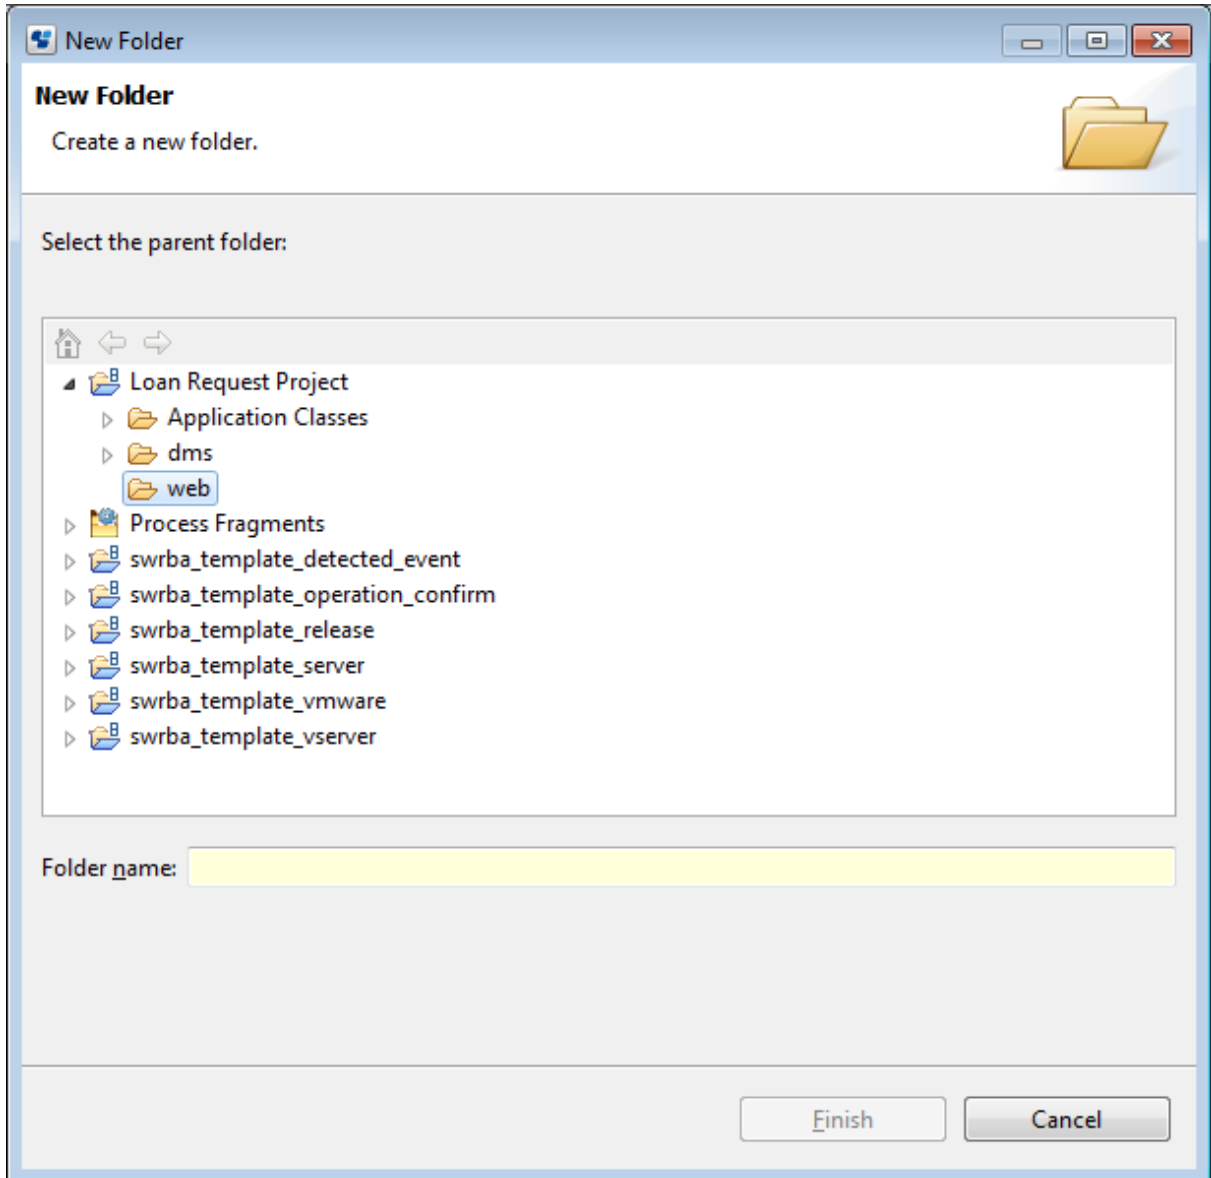 New Folder
New Folder
Create a new folder.
Select the parent folder:
Loan Request Project
Application Classes
dms
web
Process Fragments
swrba_template_detected_event
swrba_template_operation_confirm
swrba_template_release
swrba_template_server
swrba_template_vmware
swrba_template_vserver
Folder name:
Finish Cancel